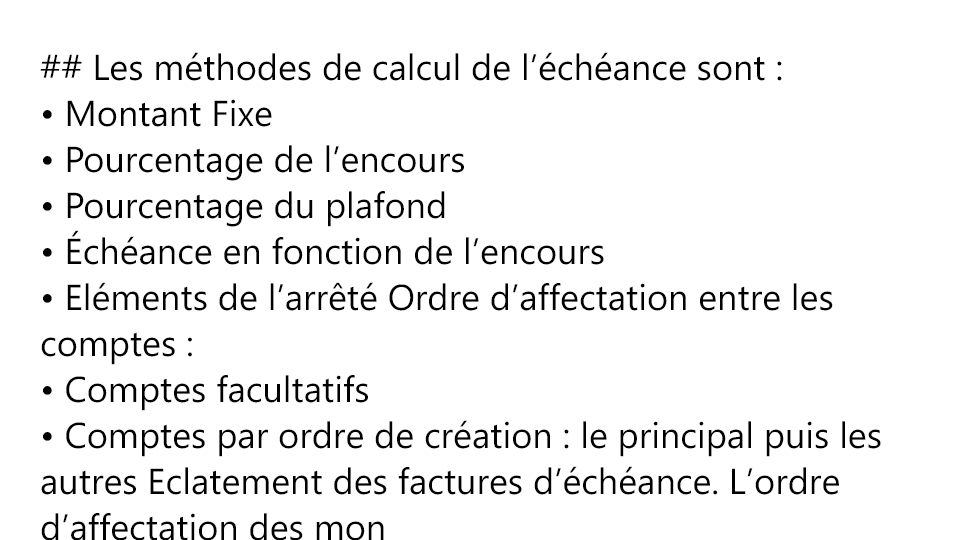 ## Les méthodes de calcul de l’échéance sont :
• Montant Fixe
• Pourcentage de l’encours
• Pourcentage du plafond
• Échéance en fonction de l’encours
• Eléments de l’arrêté Ordre d’affectation entre les
comptes :
• Comptes facultatifs
• Comptes par ordre de création : le principal puis les
autres Eclatement des factures d’échéance. L’ordre
d’affectation des mon